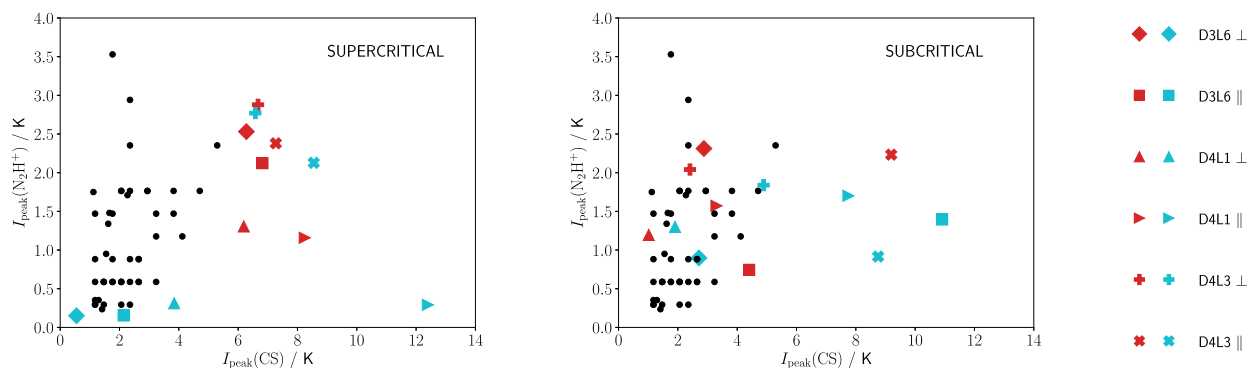 4.0
3.5
3.0
2.5
2.0
1.5
1.0
0.5
0.0
I_peak(N₂H⁺) / K
SUPERCRITICAL
0 2 4 6 8 10 12 14
I_peak(CS) / K
4.0
3.5
3.0
2.5
2.0
1.5
1.0
0.5
0.0
I_peak(N₂H⁺) / K
SUBCRITICAL
0 2 4 6 8 10 12 14
I_peak(CS) / K
D3L6 ⊥
D3L6 ∥
D4L1 ⊥
D4L1 ∥
D4L3 ⊥
D4L3 ∥